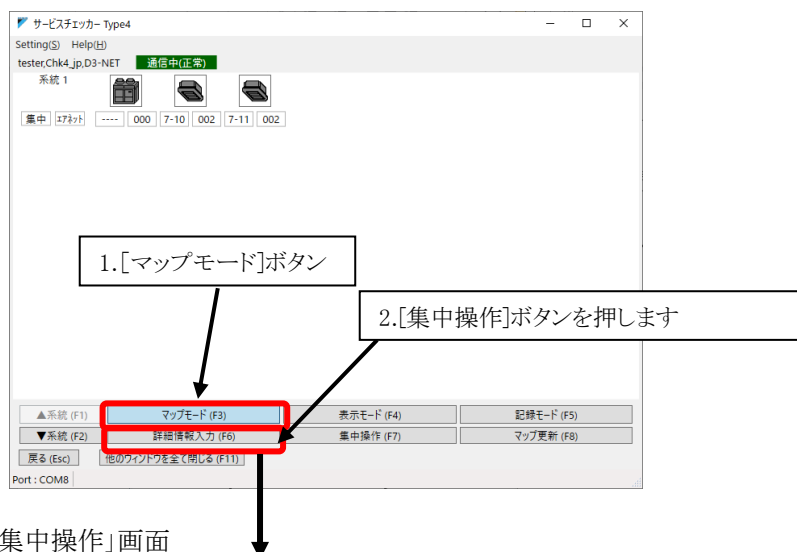 サービスチェッカー Type4
Setting(S) Help(H)
tester,Chk4_jp,D3-NET 通信中(正常)
系統 1
集中 エアネット ---- 000 7-10 002 7-11 002
1.[マップモード]ボタン
2.[集中操作]ボタンを押します
▲系統 (F1) マップモード (F3) 表示モード (F4) 記録モード (F5)
▼系統 (F2) 詳細情報入力 (F6) 集中操作 (F7) マップ更新 (F8)
戻る (Esc) 他のウィンドウを全て閉じる (F11)
Port : COM8
集中操作」画面